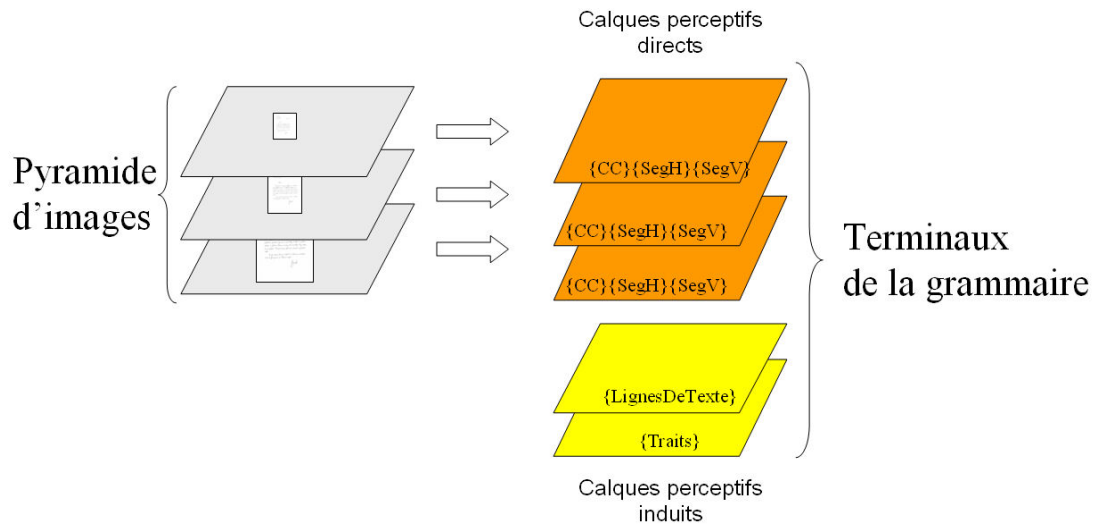 Calques perceptifs
directs
Pyramide
d’images
{CC}{SegH}{SegV}
{CC}{SegH}{SegV}
{CC}{SegH}{SegV}
Terminaux
de la grammaire
{LignesDeTexte}
{Traits}
Calques perceptifs
induits